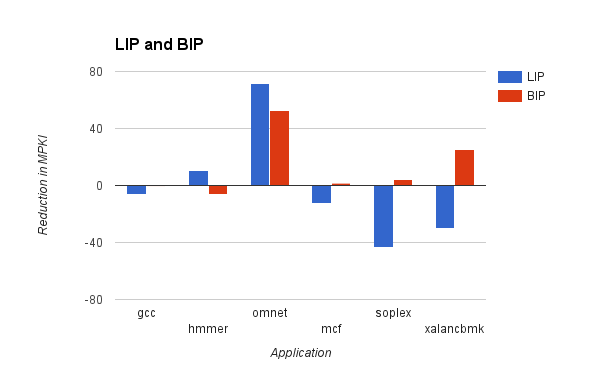 LIP and BIP
80
40
0
-40
-80
Reduction in MPKI
gcc
hmmer
omnet
mcf
soplex
xalancbmk
Application
LIP
BIP